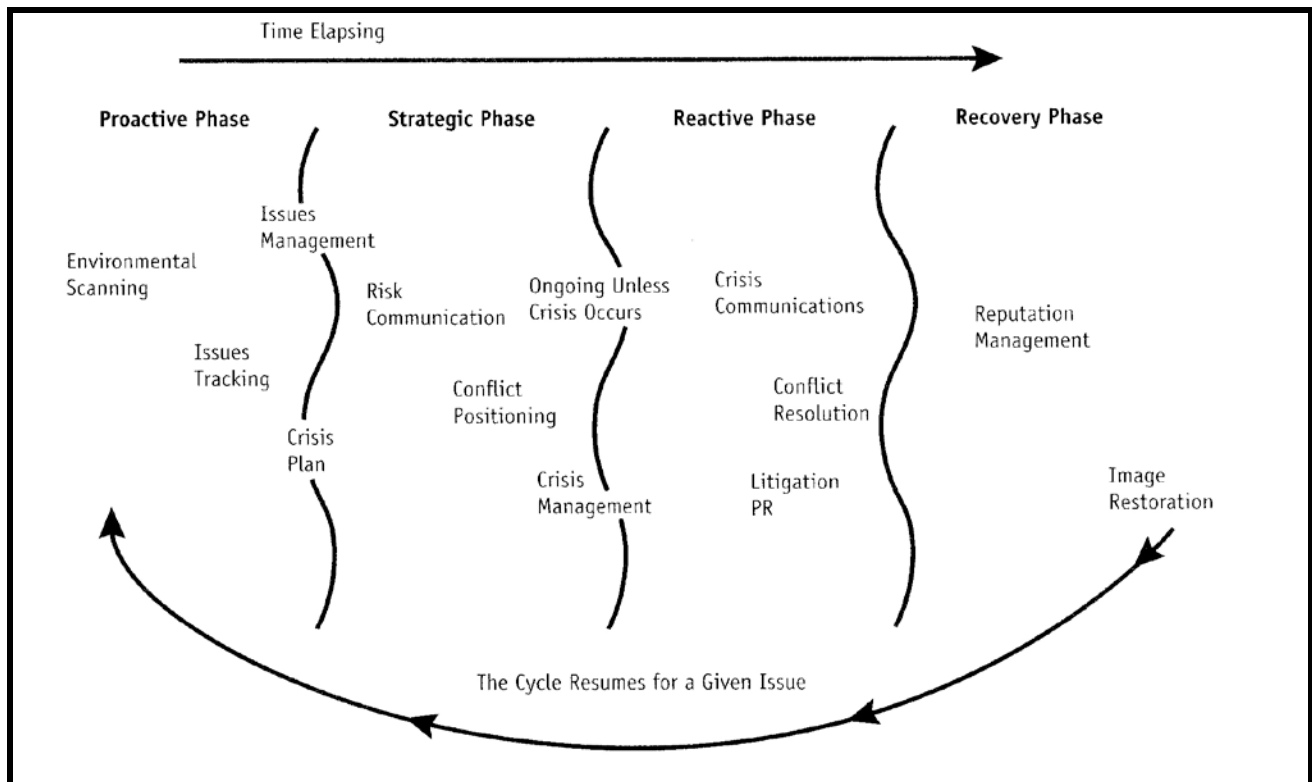 Time Elapsing
Proactive Phase
Strategic Phase
Reactive Phase
Recovery Phase
Issues
Management
Environmental
Scanning
Issues
Tracking
Crisis
Plan
Risk
Communication
Conflict
Positioning
Ongoing Unless
Crisis Occurs
Crisis
Management
Crisis
Communications
Conflict
Resolution
Litigation
PR
Reputation
Management
Image
Restoration
The Cycle Resumes for a Given Issue